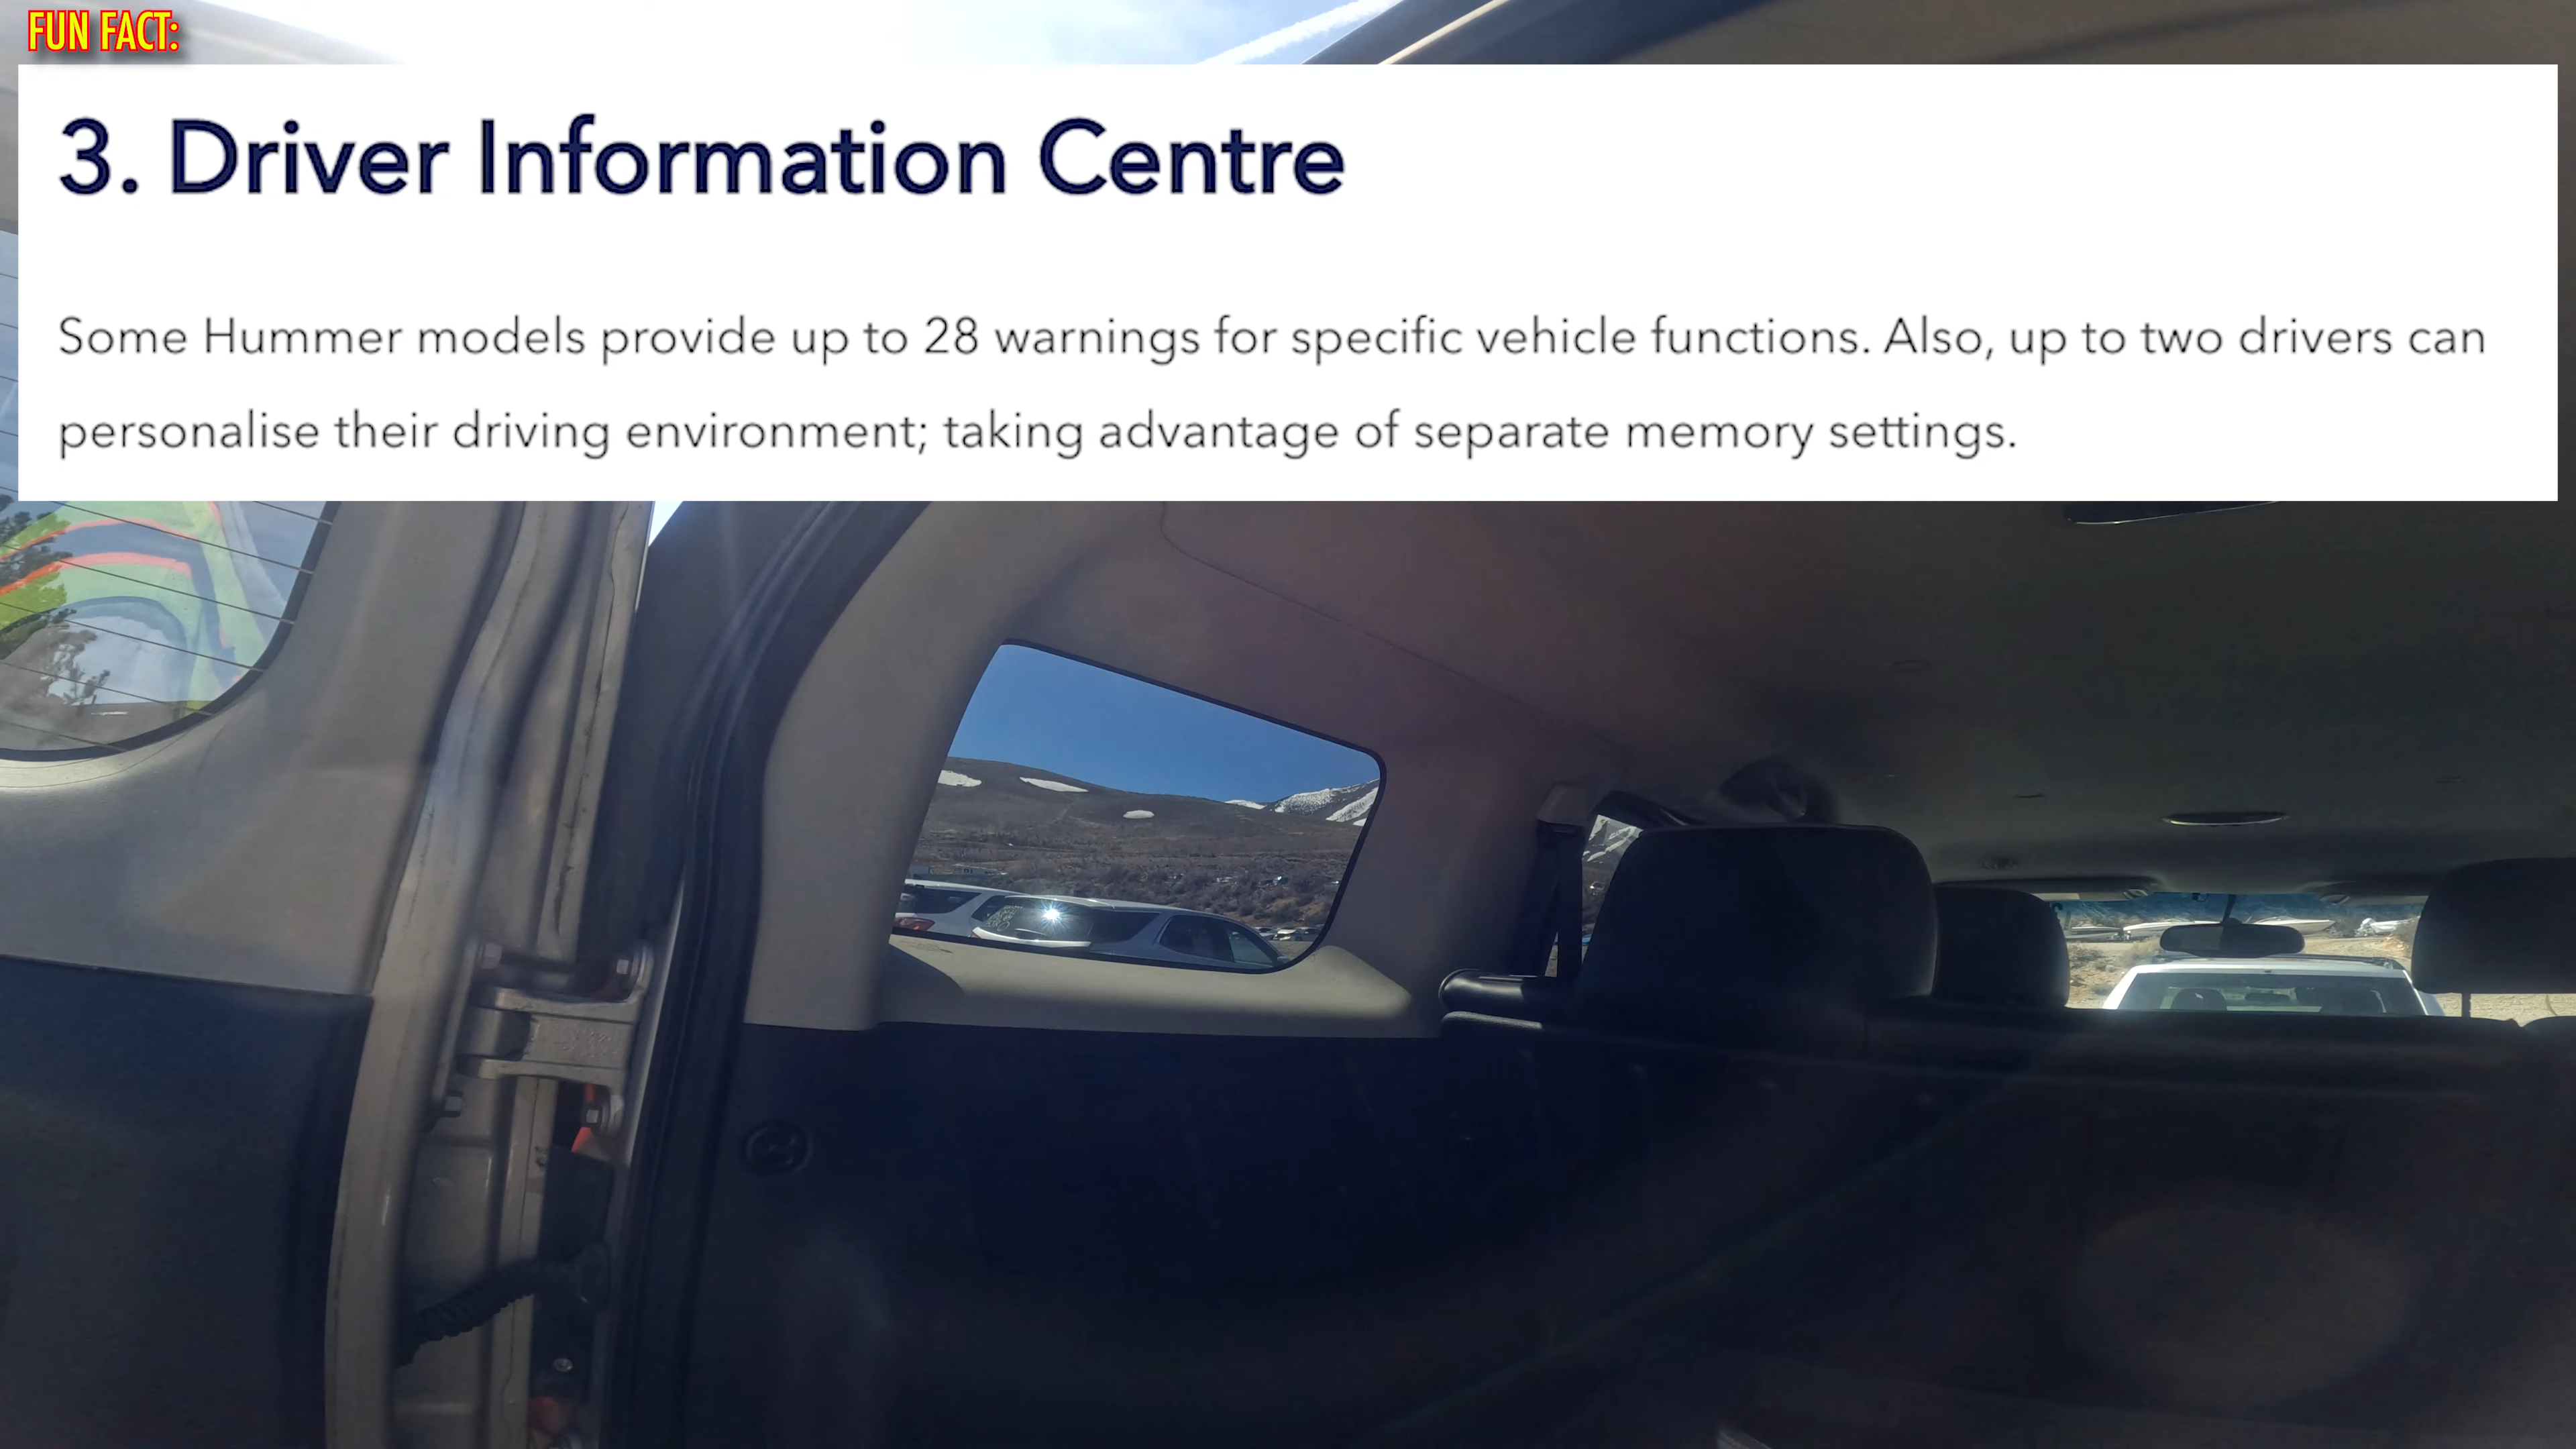 FUN FACT:
3. Driver Information Centre
Some Hummer models provide up to 28 warnings for specific vehicle functions. Also, up to two drivers can
personalise their driving environment; taking advantage of separate memory settings.